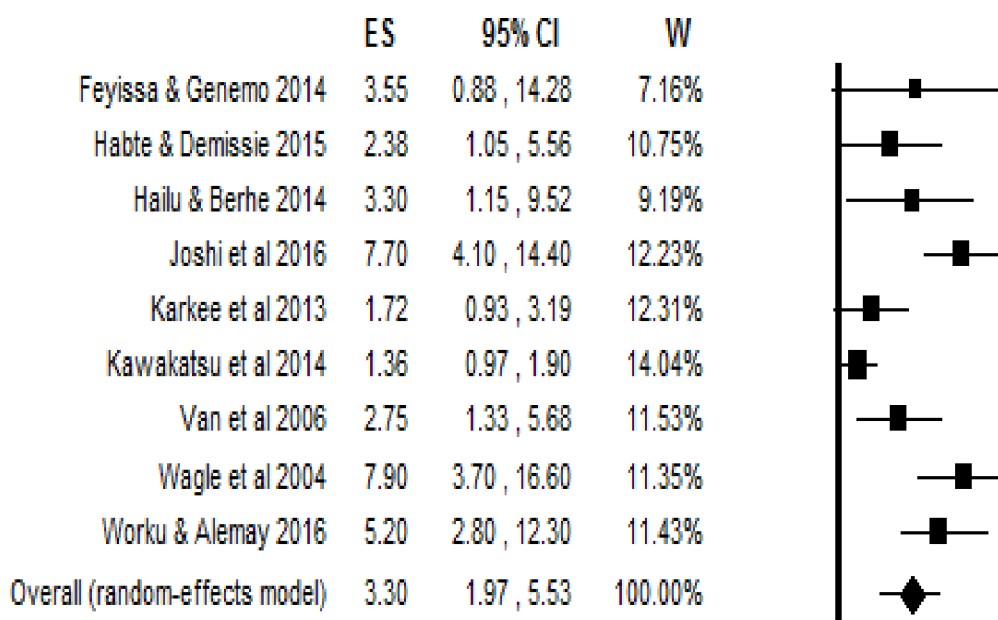 ES 95% CI W
Feyissa & Genemo 2014 3.55 0.88 , 14.28 7.16%
Habte & Demissie 2015 2.38 1.05 , 5.56 10.75%
Hailu & Berhe 2014 3.30 1.15 , 9.52 9.19%
Joshi et al 2016 7.70 4.10 , 14.40 12.23%
Karkee et al 2013 1.72 0.93 , 3.19 12.31%
Kawakatsu et al 2014 1.36 0.97 , 1.90 14.04%
Van et al 2006 2.75 1.33 , 5.68 11.53%
Wagle et al 2004 7.90 3.70 , 16.60 11.35%
Worku & Alemay 2016 5.20 2.80 , 12.30 11.43%
Overall (random-effects model) 3.30 1.97 , 5.53 100.00%